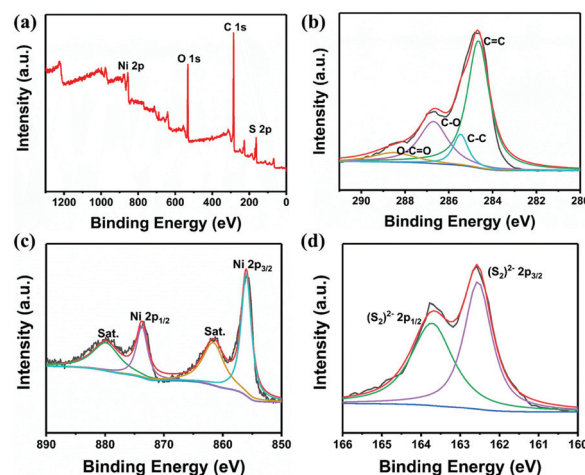 (a)
C 1s
O 1s
Ni 2p
S 2p
Intensity (a.u.)
1200 1000 800 600 400 200 0
Binding Energy (eV)
(b)
C=C
C-O
C-C
O-C=O
Intensity (a.u.)
290 288 286 284 282 280
Binding Energy (eV)
(c)
Ni 2p3/2
Ni 2p1/2
Sat.
Sat.
Intensity (a.u.)
890 880 870 860 850
Binding Energy (eV)
(d)
(S2)2- 2p3/2
(S2)2- 2p1/2
Intensity (a.u.)
166 165 164 163 162 161 160
Binding Energy (eV)